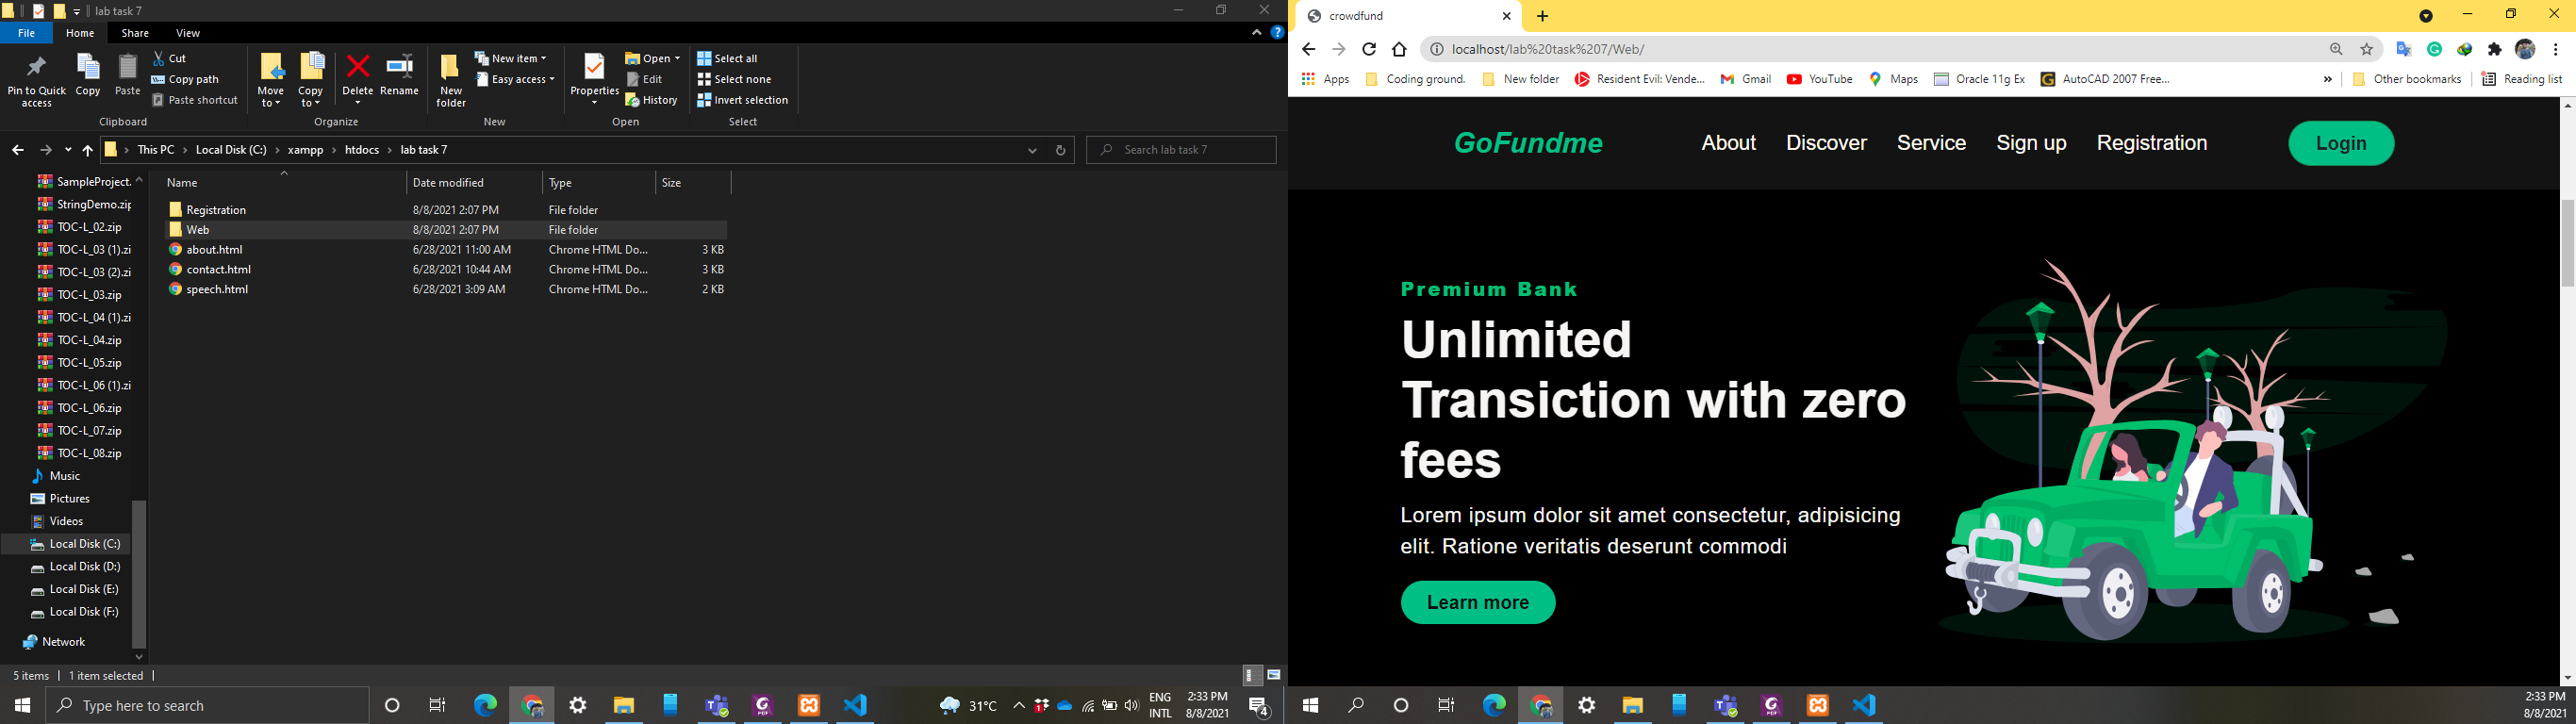 lab task 7
File Home Share View
Pin to Quick access
Copy
Paste
Cut
Copy path
Paste shortcut
Clipboard
Move to
Copy to
Delete
Rename
Organize
New folder
New item
Easy access
New
Properties
Open
Edit
History
Open
Select all
Select none
Invert selection
Select
This PC > Local Disk (C:) > xampp > htdocs > lab task 7
Search lab task 7
Name Date modified Type Size
Registration 8/8/2021 2:07 PM File folder
Web 8/8/2021 2:07 PM File folder
about.html 6/28/2021 11:00 AM Chrome HTML Do... 3 KB
contact.html 6/28/2021 10:44 AM Chrome HTML Do... 3 KB
speech.html 6/28/2021 3:09 AM Chrome HTML Do... 2 KB
SampleProject.
StringDemo.zip
TOC-L_02.zip
TOC-L_03 (1).zi
TOC-L_03 (2).zi
TOC-L_03.zip
TOC-L_04 (1).zi
TOC-L_04.zip
TOC-L_05.zip
TOC-L_06 (1).zi
TOC-L_06.zip
TOC-L_07.zip
TOC-L_08.zip
Music
Pictures
Videos
Local Disk (C:)
Local Disk (D:)
Local Disk (E:)
Local Disk (F:)
Network
5 items 1 item selected
Type here to search
31°C
ENG
INTL
2:33 PM
8/8/2021
4
crowdfund
localhost/lab%20task%207/Web/
Apps Coding ground. New folder Resident Evil: Vende... Gmail YouTube Maps Oracle 11g Ex AutoCAD 2007 Free... » Other bookmarks Reading list
GoFundme About Discover Service Sign up Registration Login
Premium Bank
Unlimited
Transiction with zero
fees
Lorem ipsum dolor sit amet consectetur, adipisicing
elit. Ratione veritatis deserunt commodi
Learn more
2:33 PM
8/8/2021